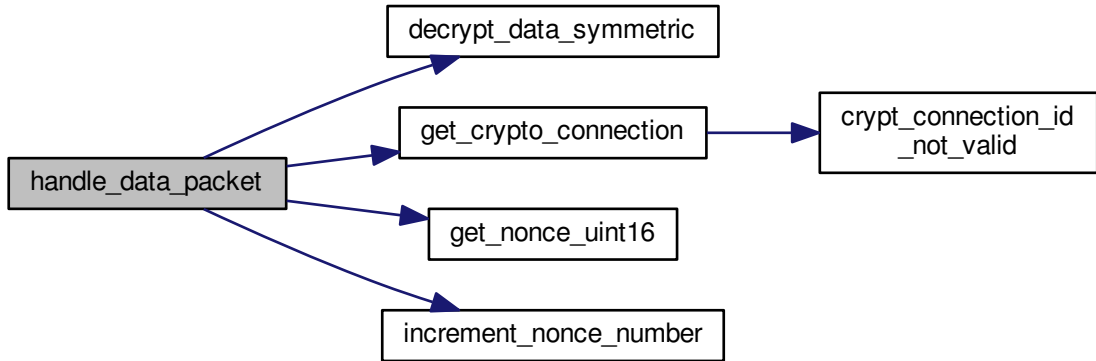 decrypt_data_symmetric
get_crypto_connection
crypt_connection_id
_not_valid
handle_data_packet
get_nonce_uint16
increment_nonce_number